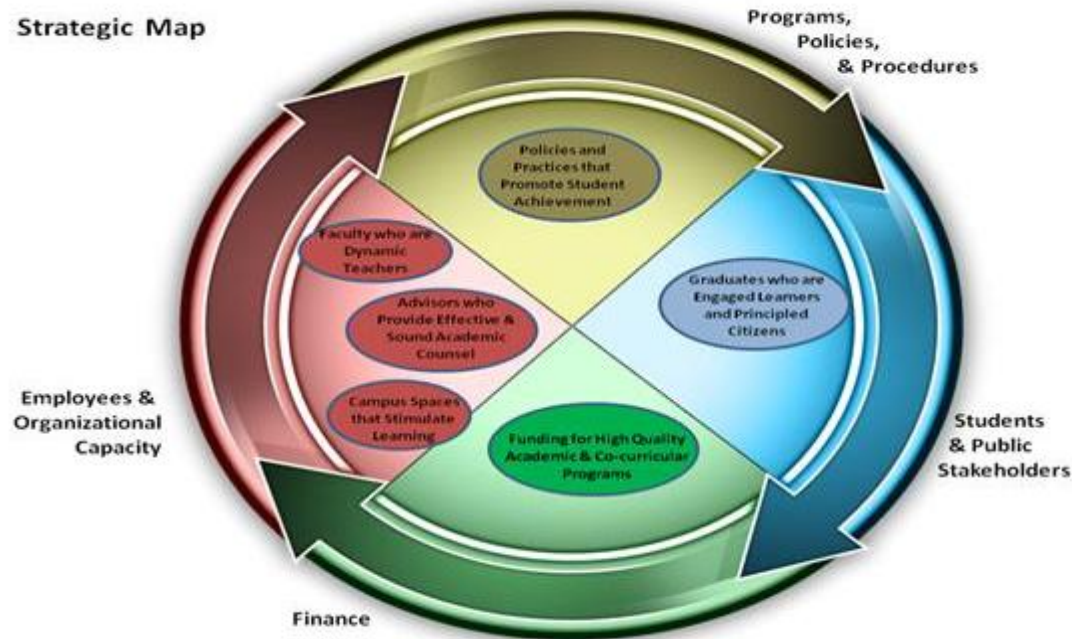 Strategic Map
Programs,
Policies,
& Procedures
Policies and
Practices that
Promote Student
Achievement
Faculty who are
Dynamic
Teachers
Advisors who
Provide Effective &
Sound Academic
Counsel
Campus Spaces
that Stimulate
Learning
Graduates who are
Engaged Learners
and Principled
Citizens
Funding for High Quality
Academic & Co-curricular
Programs
Employees &
Organizational
Capacity
Students
& Public
Stakeholders
Finance